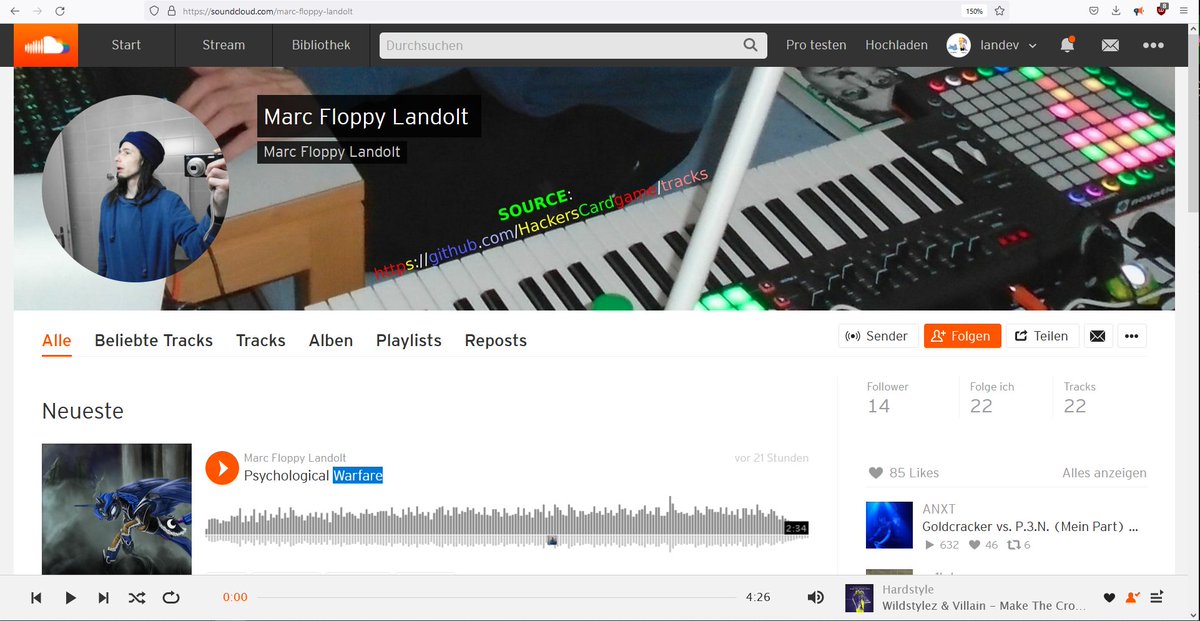 https://soundcloud.com/marc-floppy-landolt
150%
Start
Stream
Bibliothek
Durchsuchen
Pro testen
Hochladen
landev
Marc Floppy Landolt
Marc Floppy Landolt
SOURCE:
https://github.com/HackersCardgame/tracks
Alle
Beliebte Tracks
Tracks
Alben
Playlists
Reposts
Sender
Folgen
Teilen
Follower
14
Folge ich
22
Tracks
22
Neueste
Marc Floppy Landolt
vor 21 Stunden
Psychological Warfare
2:34
85 Likes
Alles anzeigen
ANXT
Goldcracker vs. P.3.N. (Mein Part) ...
632
46
6
0:00
4:26
Hardstyle
Wildstylez & Villain - Make The Cro...